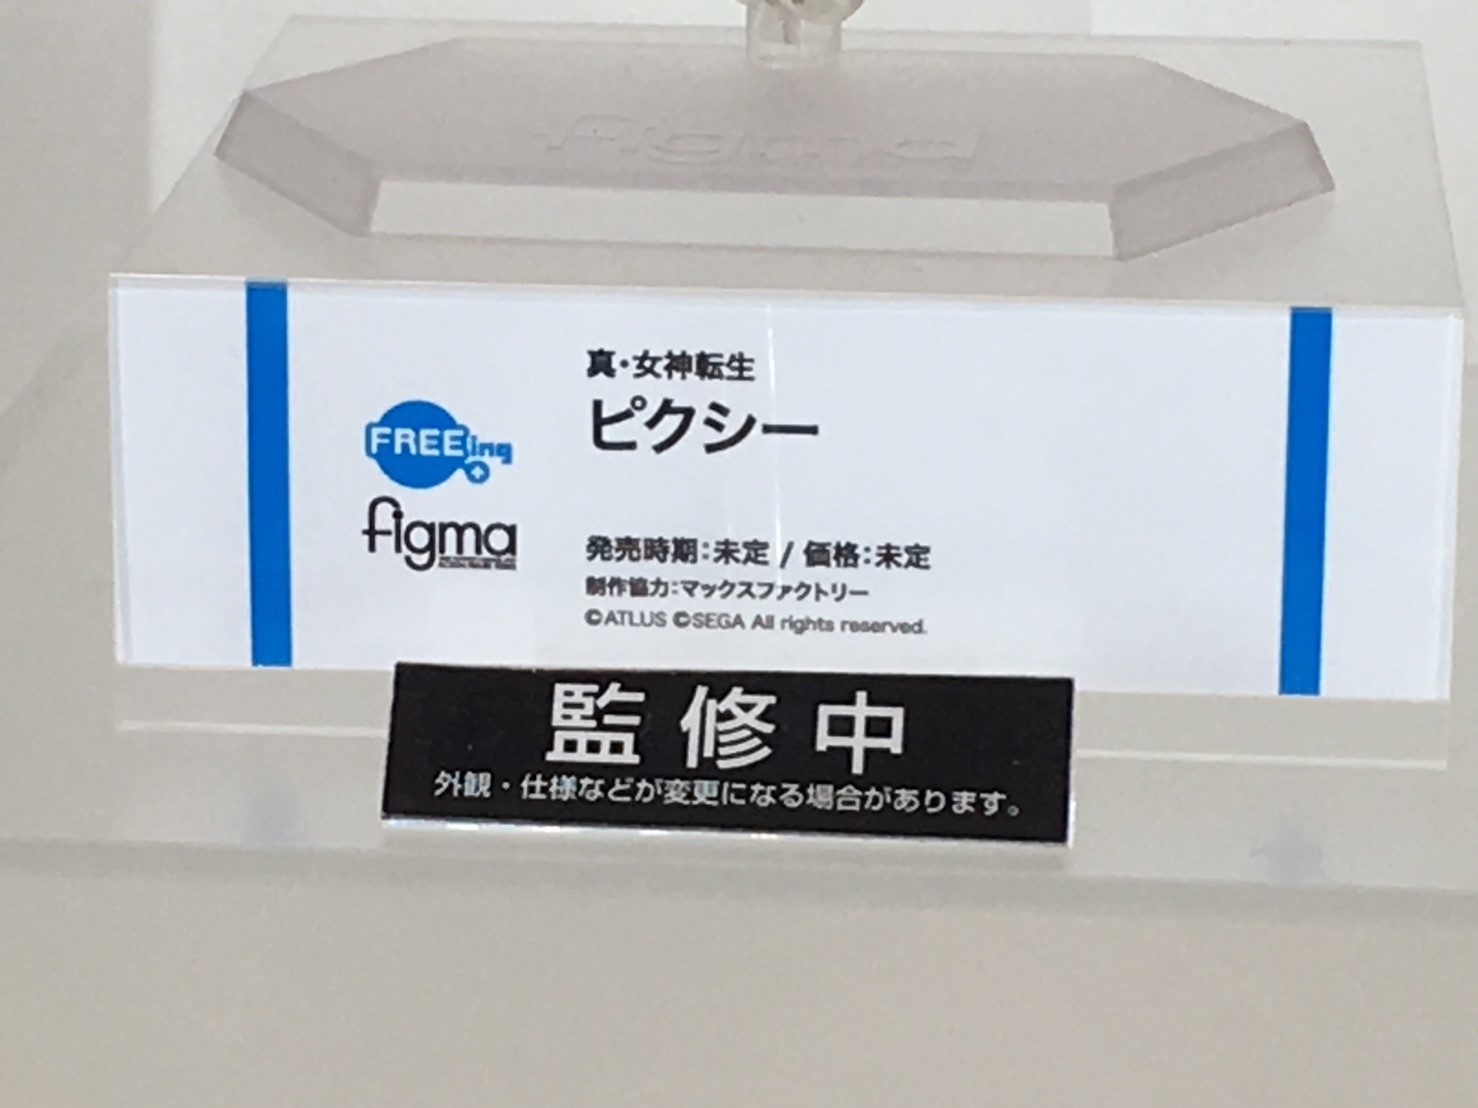 figma
真・女神転生
ピクシー
FREEing
figma
発売時期：未定 / 価格：未定
制作協力：マックスファクトリー
©ATLUS ©SEGA All rights reserved.
監修中
外観・仕様などが変更になる場合があります。